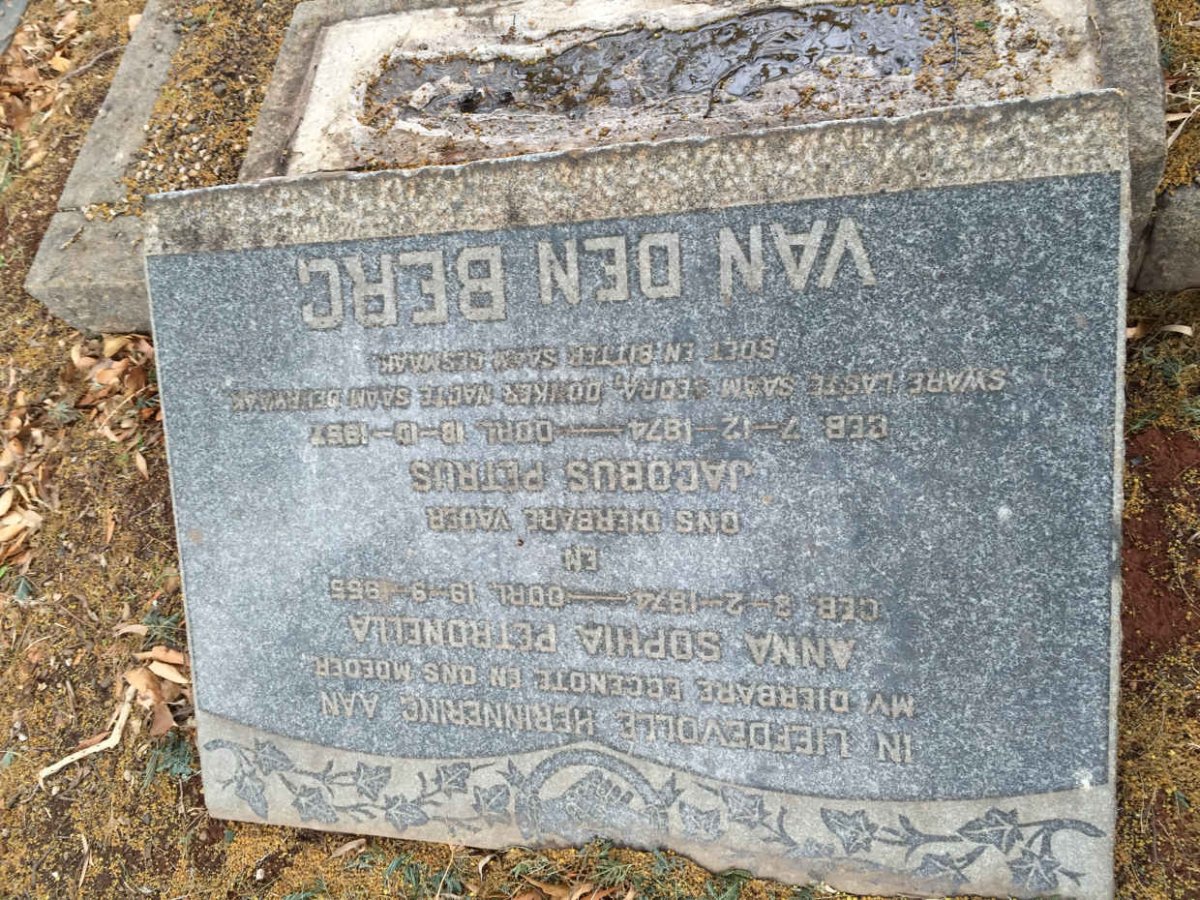 IN LIEFDEVOLLE HERINNERING AAN
MY DIERBARE EGGENOTE EN ONS MOEDER,
ANNA SOPHIA PETRONELLA
GEB. 3-2-1874—OORL. 19-9-1955
EN
ONS DIERBARE VADER
JACOBUS PETRUS
GEB. 7-12-1874—OORL. 18-10-1957
SWARE LASTE SAAM GEDRA, DONKER NAGTE SAAM DEURWAAK
SOET EN BITTER SAAM GESMAAK
VAN DEN BERG